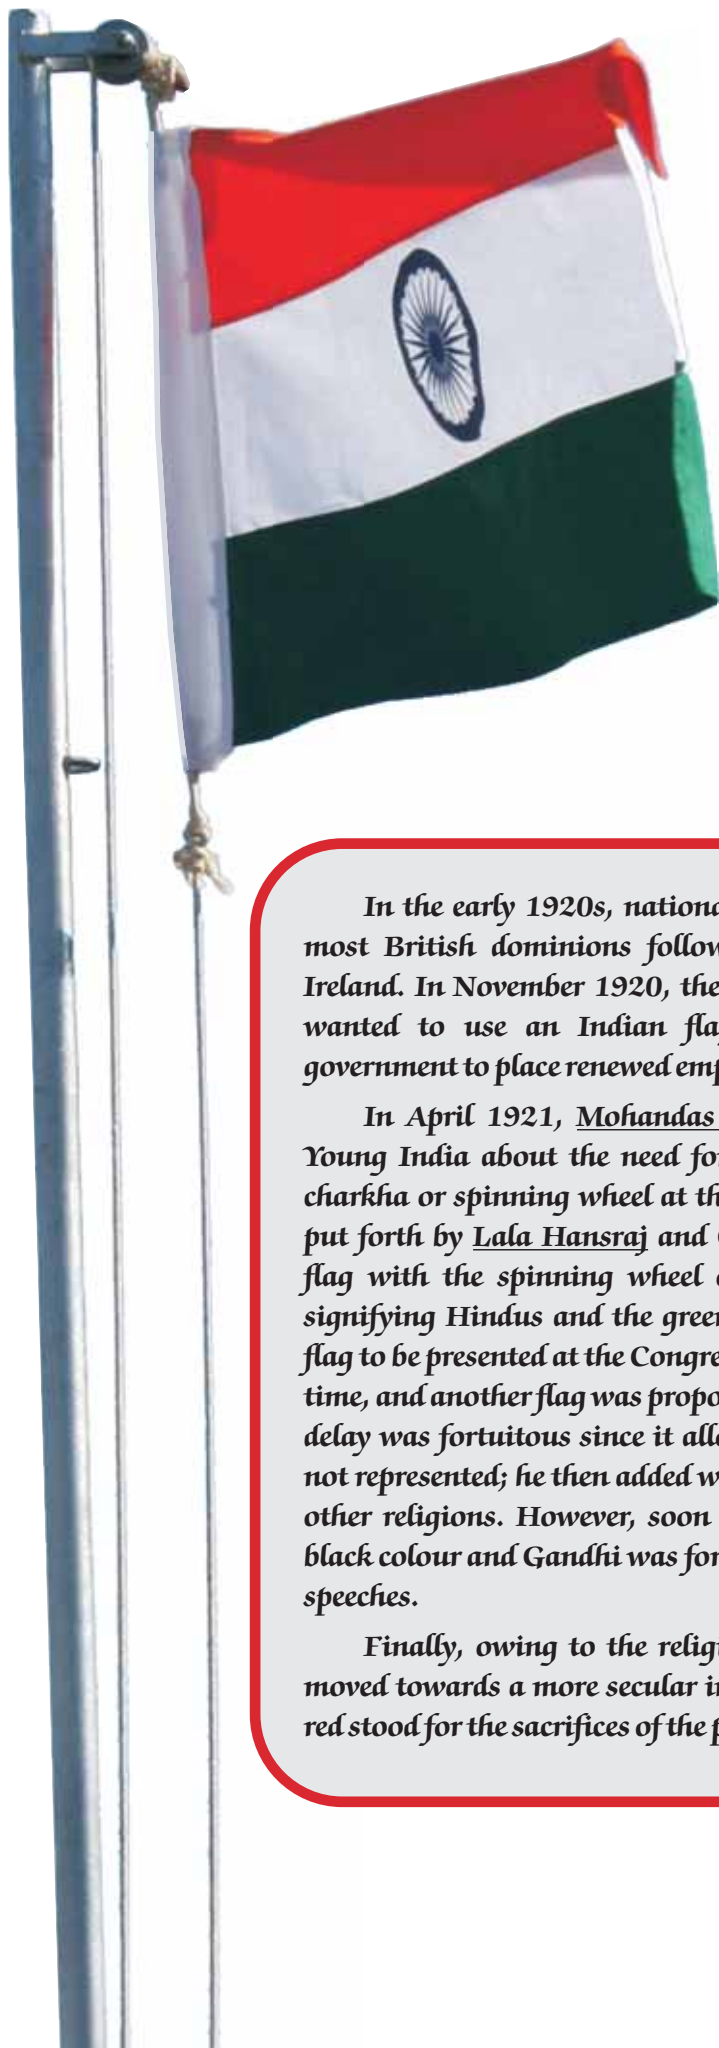 In the early 1920s, nationa
most British dominions follow
Ireland. In November 1920, the
wanted to use an Indian fla
government to place renewed emp
In April 1921, Mohandas
Young India about the need for
charkha or spinning wheel at th
put forth by Lala Hansraj and
flag with the spinning wheel
signifying Hindus and the green
flag to be presented at the Congre
time, and another flag was propo
delay was fortuitous since it all
not represented; he then added w
other religions. However, soon
black colour and Gandhi was for
speeches.
Finally, owing to the relig
moved towards a more secular in
red stood for the sacrifices of the p